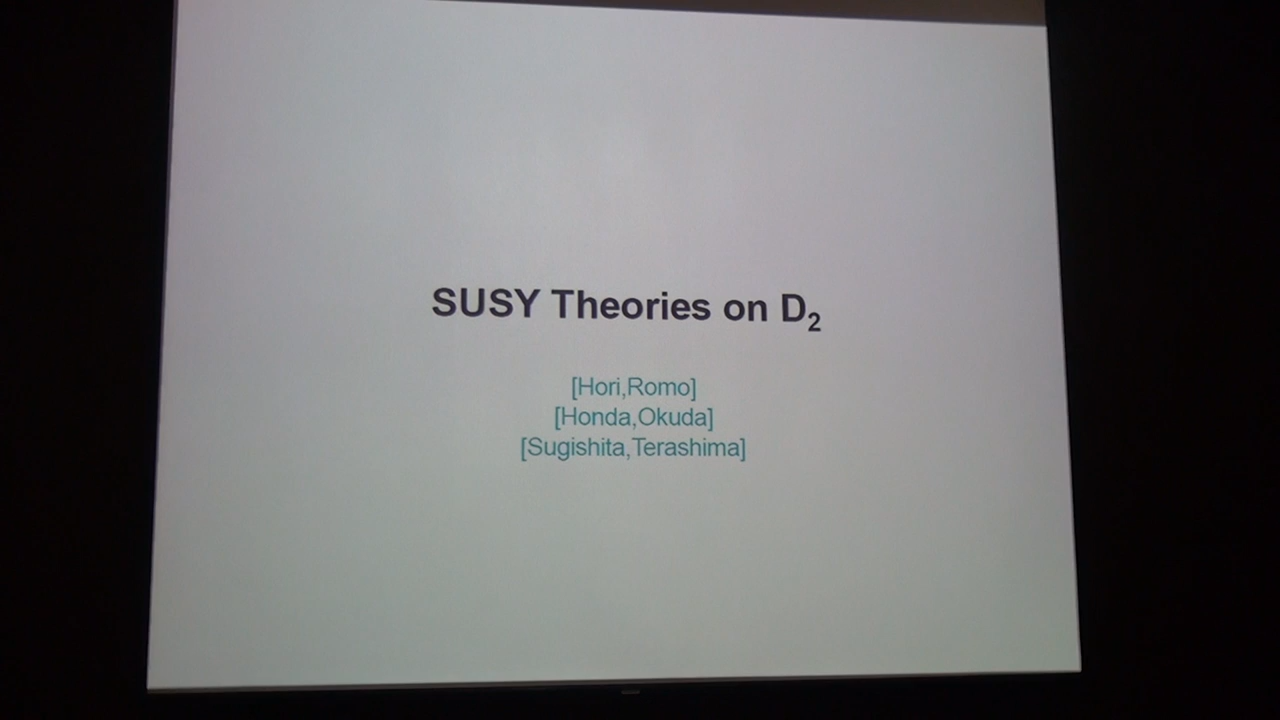 SUSY Theories on D₂
[Hori,Romo]
[Honda,Okuda]
[Sugishita,Terashima]